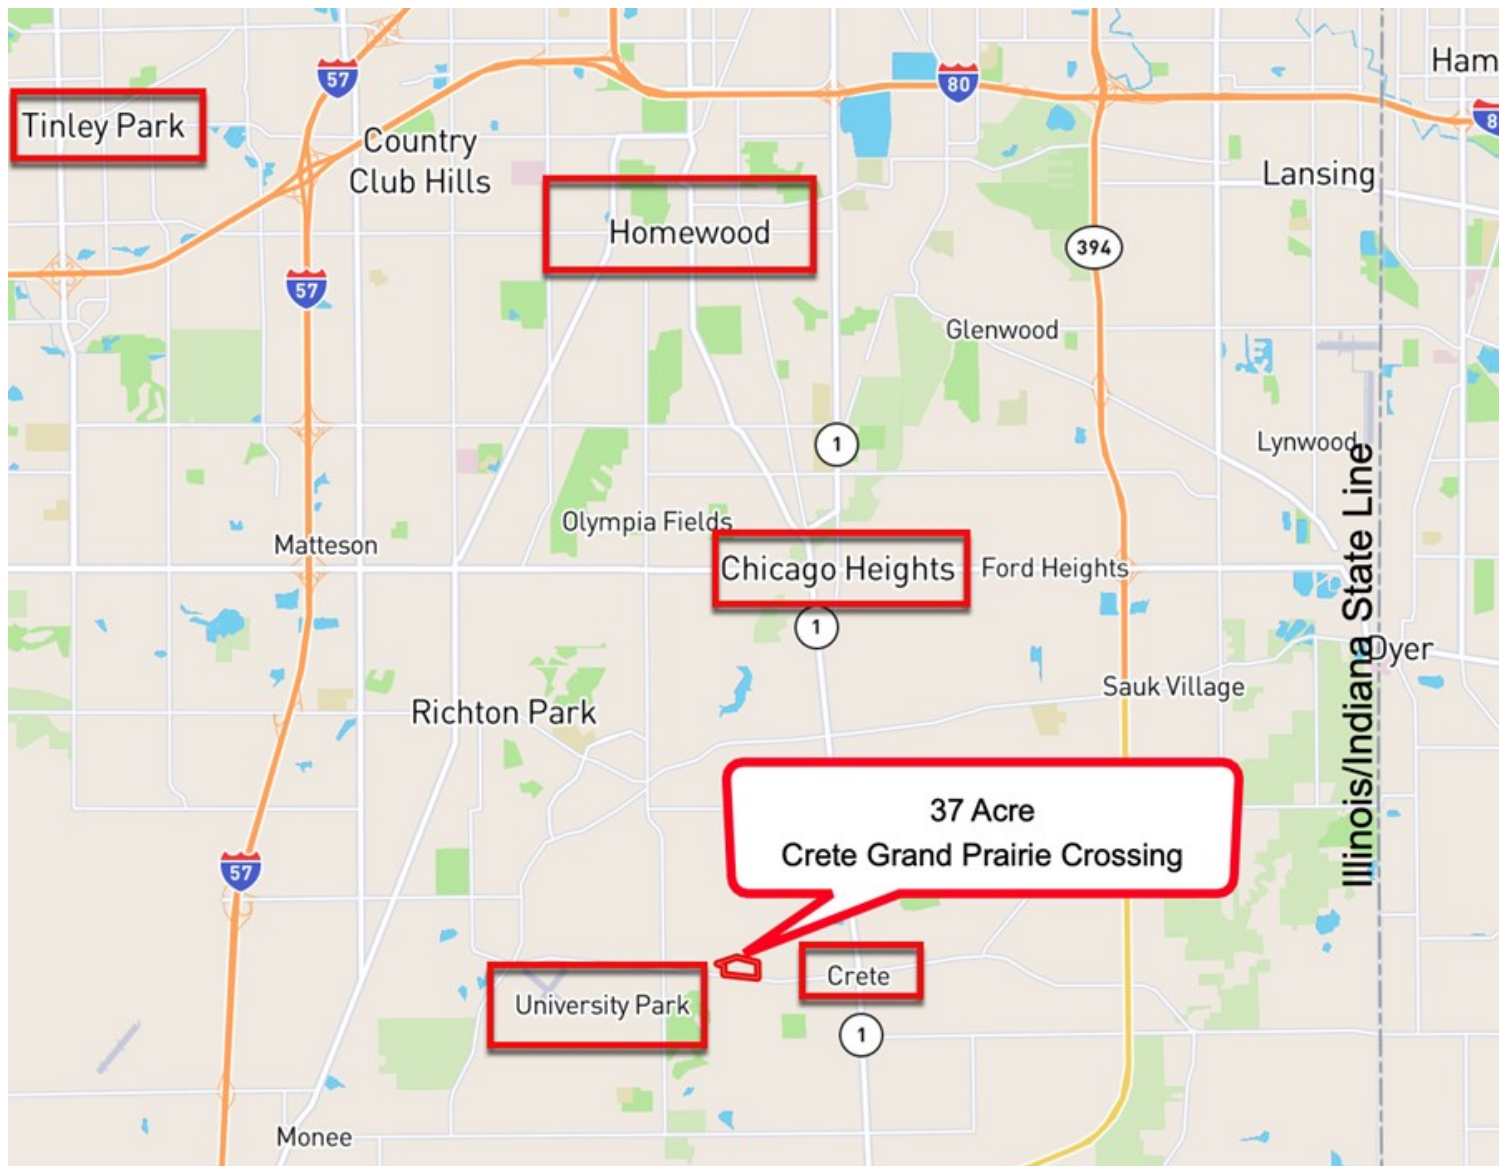 57
80
Ham
8
Tinley Park
Country
Club Hills
Lansing
Homewood
394
57
Glenwood
1
Lynwood
Olympia Fields
Matteson
Chicago Heights
Ford Heights
1
Illinois/Indiana State Line
Dyer
Sauk Village
Richton Park
37 Acre
Crete Grand Prairie Crossing
57
Crete
University Park
1
Monee